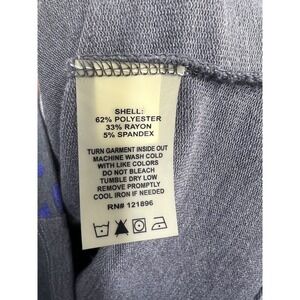 SHELL:
62% POLYESTER
33% RAYON
5% SPANDEX
TURN GARMENT INSIDE OUT
MACHINE WASH COLD
WITH LIKE COLORS
DO NOT BLEACH
TUMBLE DRY LOW
REMOVE PROMPTLY
COOL IRON IF NEEDED
RN# 121896